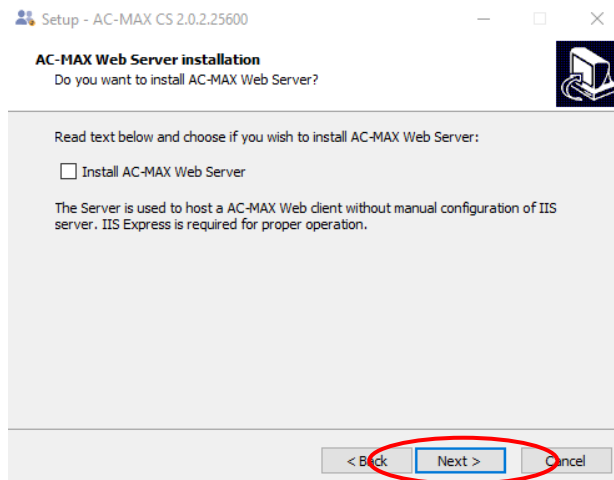 Setup - AC-MAX CS 2.0.2.25600
AC-MAX Web Server installation
Do you want to install AC-MAX Web Server?
Read text below and choose if you wish to install AC-MAX Web Server:
Install AC-MAX Web Server
The Server is used to host a AC-MAX Web client without manual configuration of IIS
server. IIS Express is required for proper operation.
< Back Next > Cancel